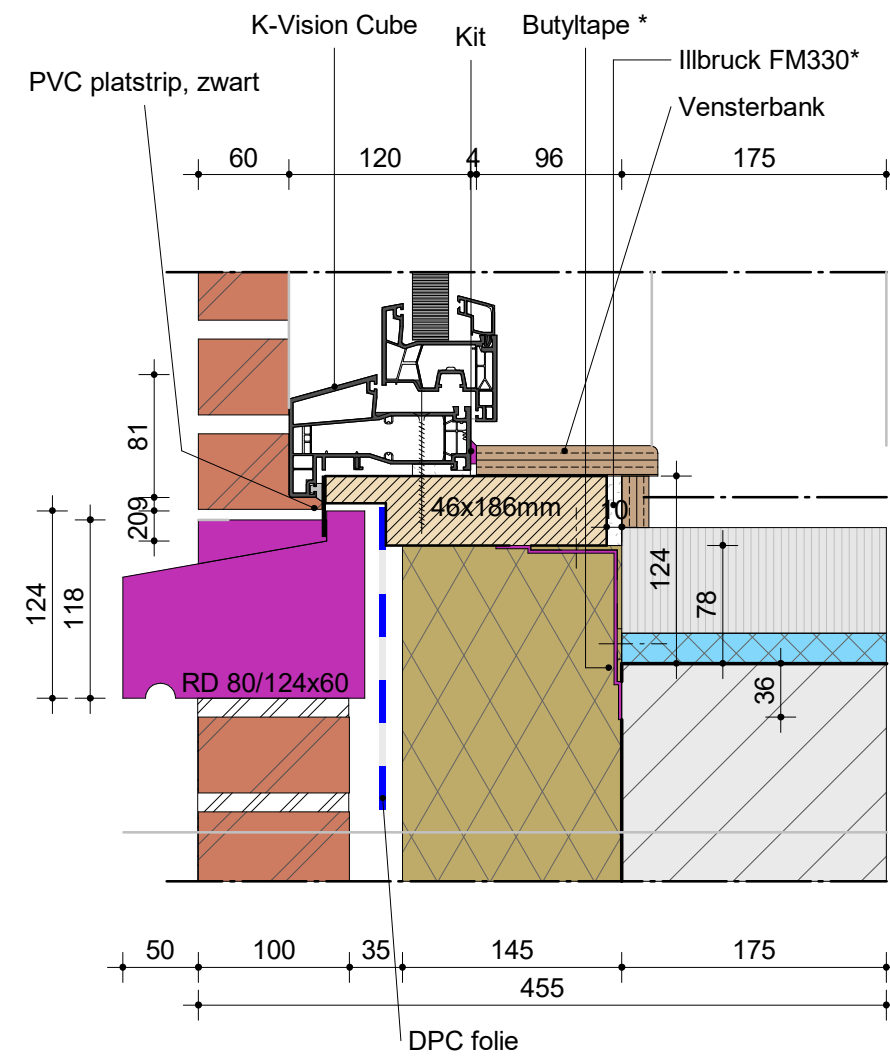 K-Vision Cube
Kit
Butyltape *
Illbruck FM330*
PVC platstrip, zwart
Vensterbank
60
120
4
96
175
81
209
46x186mm
10
124
118
124
78
36
RD 80/124x60
50
100
35
145
175
455
DPC folie